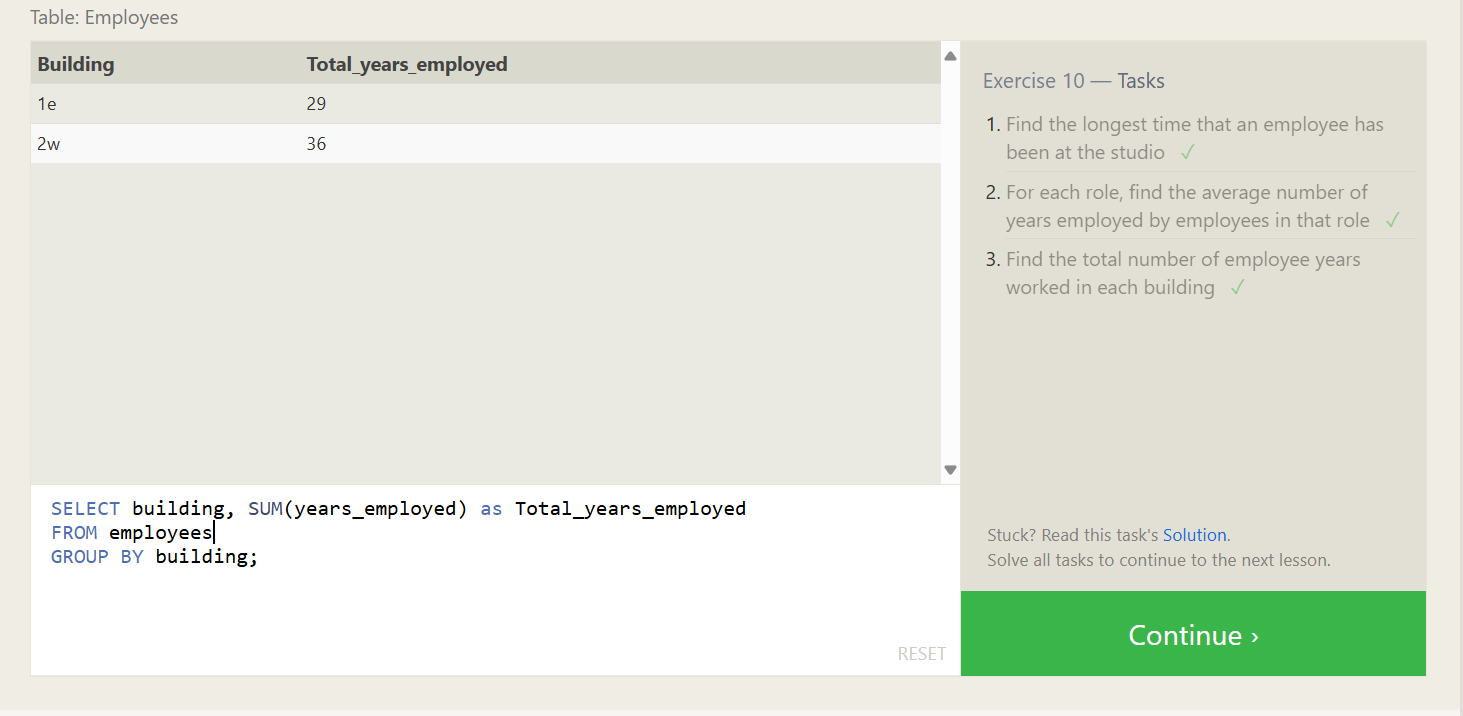 Table: Employees
Building Total_years_employed
1e 29
2w 36
SELECT building, SUM(years_employed) as Total_years_employed
FROM employees
GROUP BY building;
RESET
Exercise 10 — Tasks
1. Find the longest time that an employee has
been at the studio ✓
2. For each role, find the average number of
years employed by employees in that role ✓
3. Find the total number of employee years
worked in each building ✓
Stuck? Read this task's Solution.
Solve all tasks to continue to the next lesson.
Continue ›